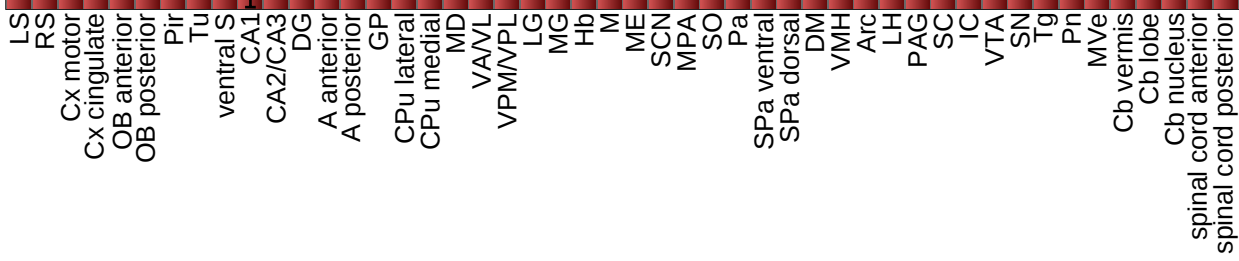 LS
RS
Cx motor
Cx cingulate
OB anterior
OB posterior
Pir
Tu
ventral S
CA1
CA2/CA3
DG
A anterior
A posterior
GP
CPu lateral
CPu medial
MD
VA/VL
VPM/VPL
LG
MG
Hb
M
ME
SCN
MPA
SO
Pa
SPa ventral
SPa dorsal
DM
VMH
Arc
LH
PAG
SC
IC
VTA
SN
Tg
Pn
MVe
Cb vermis
Cb lobe
Cb nucleus
spinal cord anterior
spinal cord posterior